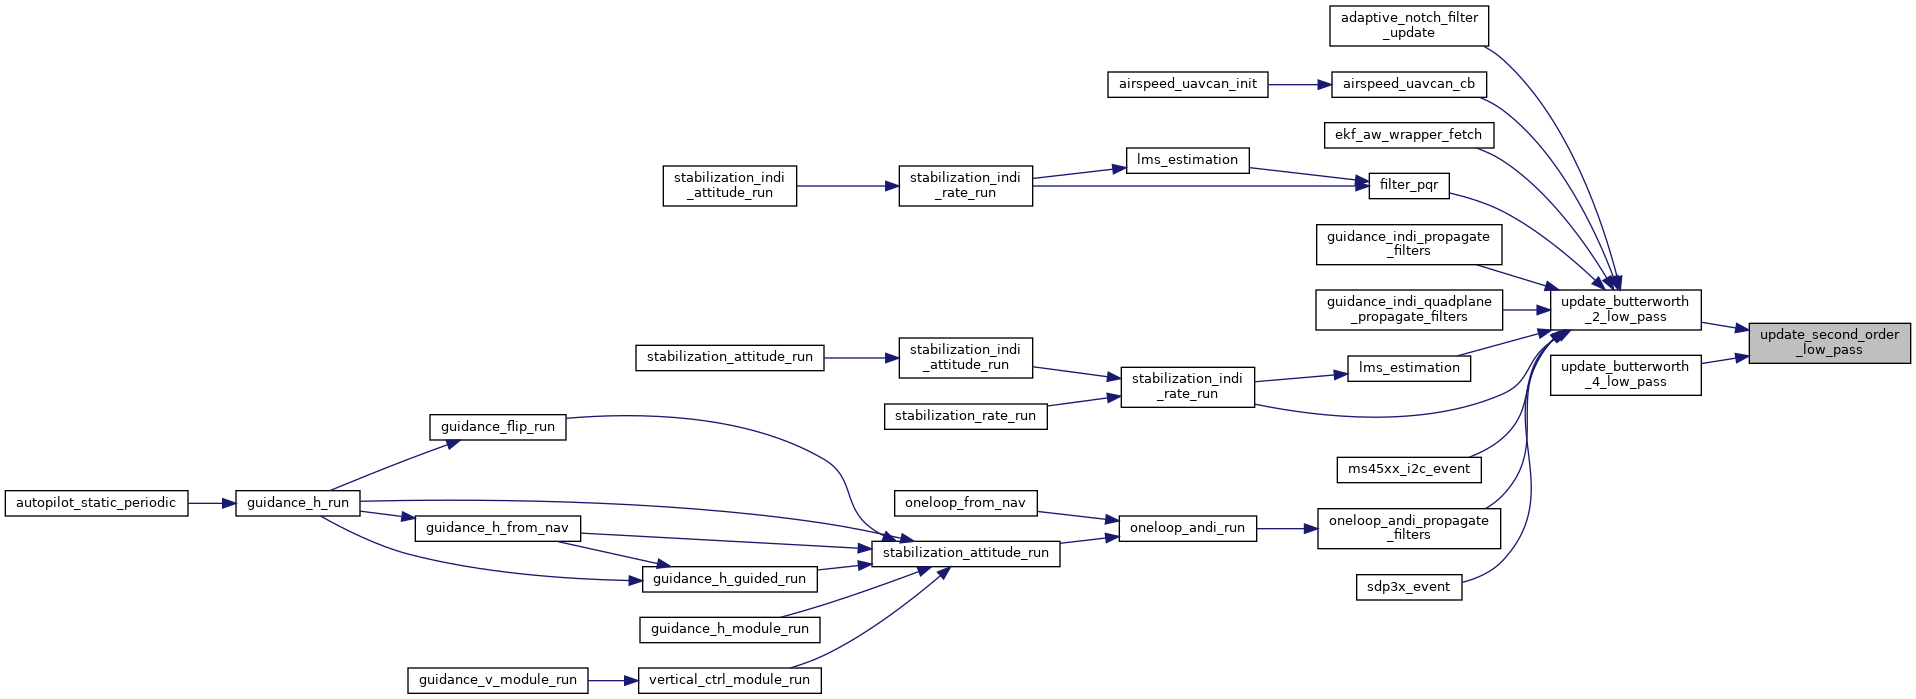 adaptive_notch_filter
_update
airspeed_uavcan_init
airspeed_uavcan_cb
ekf_aw_wrapper_fetch
lms_estimation
stabilization_indi
_attitude_run
stabilization_indi
_rate_run
filter_pqr
guidance_indi_propagate
_filters
guidance_indi_quadplane
_propagate_filters
update_butterworth
_2_low_pass
update_second_order
_low_pass
stabilization_attitude_run
stabilization_indi
_attitude_run
stabilization_indi
_rate_run
lms_estimation
update_butterworth
_4_low_pass
stabilization_rate_run
guidance_flip_run
ms45xx_i2c_event
autopilot_static_periodic
guidance_h_run
oneloop_from_nav
guidance_h_from_nav
oneloop_andi_run
oneloop_andi_propagate
_filters
stabilization_attitude_run
guidance_h_guided_run
sdp3x_event
guidance_h_module_run
guidance_v_module_run
vertical_ctrl_module_run